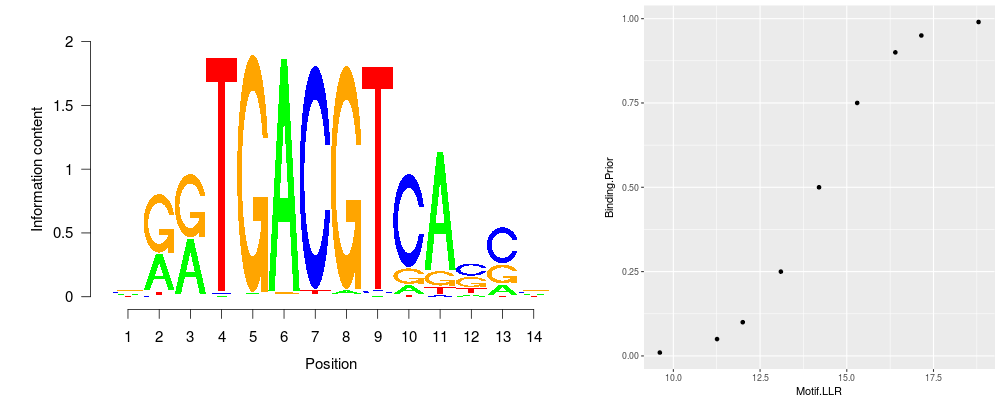 2
1.5
1
0.5
0
Information content
1 2 3 4 5 6 7 8 9 10 11 12 13 14
Position
G G T G A C G T C A C C
A A G G G G
A A
1.00
0.75
0.50
0.25
0.00
Binding.Prior
10.0 12.5 15.0 17.5
Motif.LLR